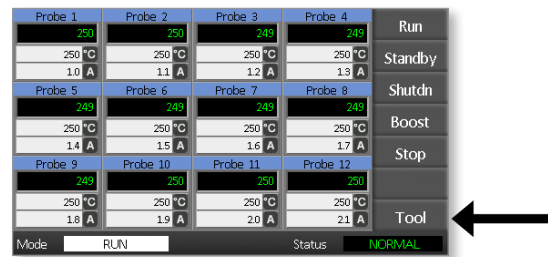 Probe 1 Probe 2 Probe 3 Probe 4 Run
250 250 249 249
250 °C 250 °C 250 °C 250 °C Standby
1.0 A 1.1 A 1.2 A 1.3 A
Probe 5 Probe 6 Probe 7 Probe 8 Shutdn
249 249 249 249
250 °C 250 °C 250 °C 250 °C Boost
1.4 A 1.5 A 1.6 A 1.7 A Stop
Probe 9 Probe 10 Probe 11 Probe 12
249 250 250 250
250 °C 250 °C 250 °C 250 °C
1.8 A 1.9 A 2.0 A 2.1 A Tool
Mode RUN Status NORMAL